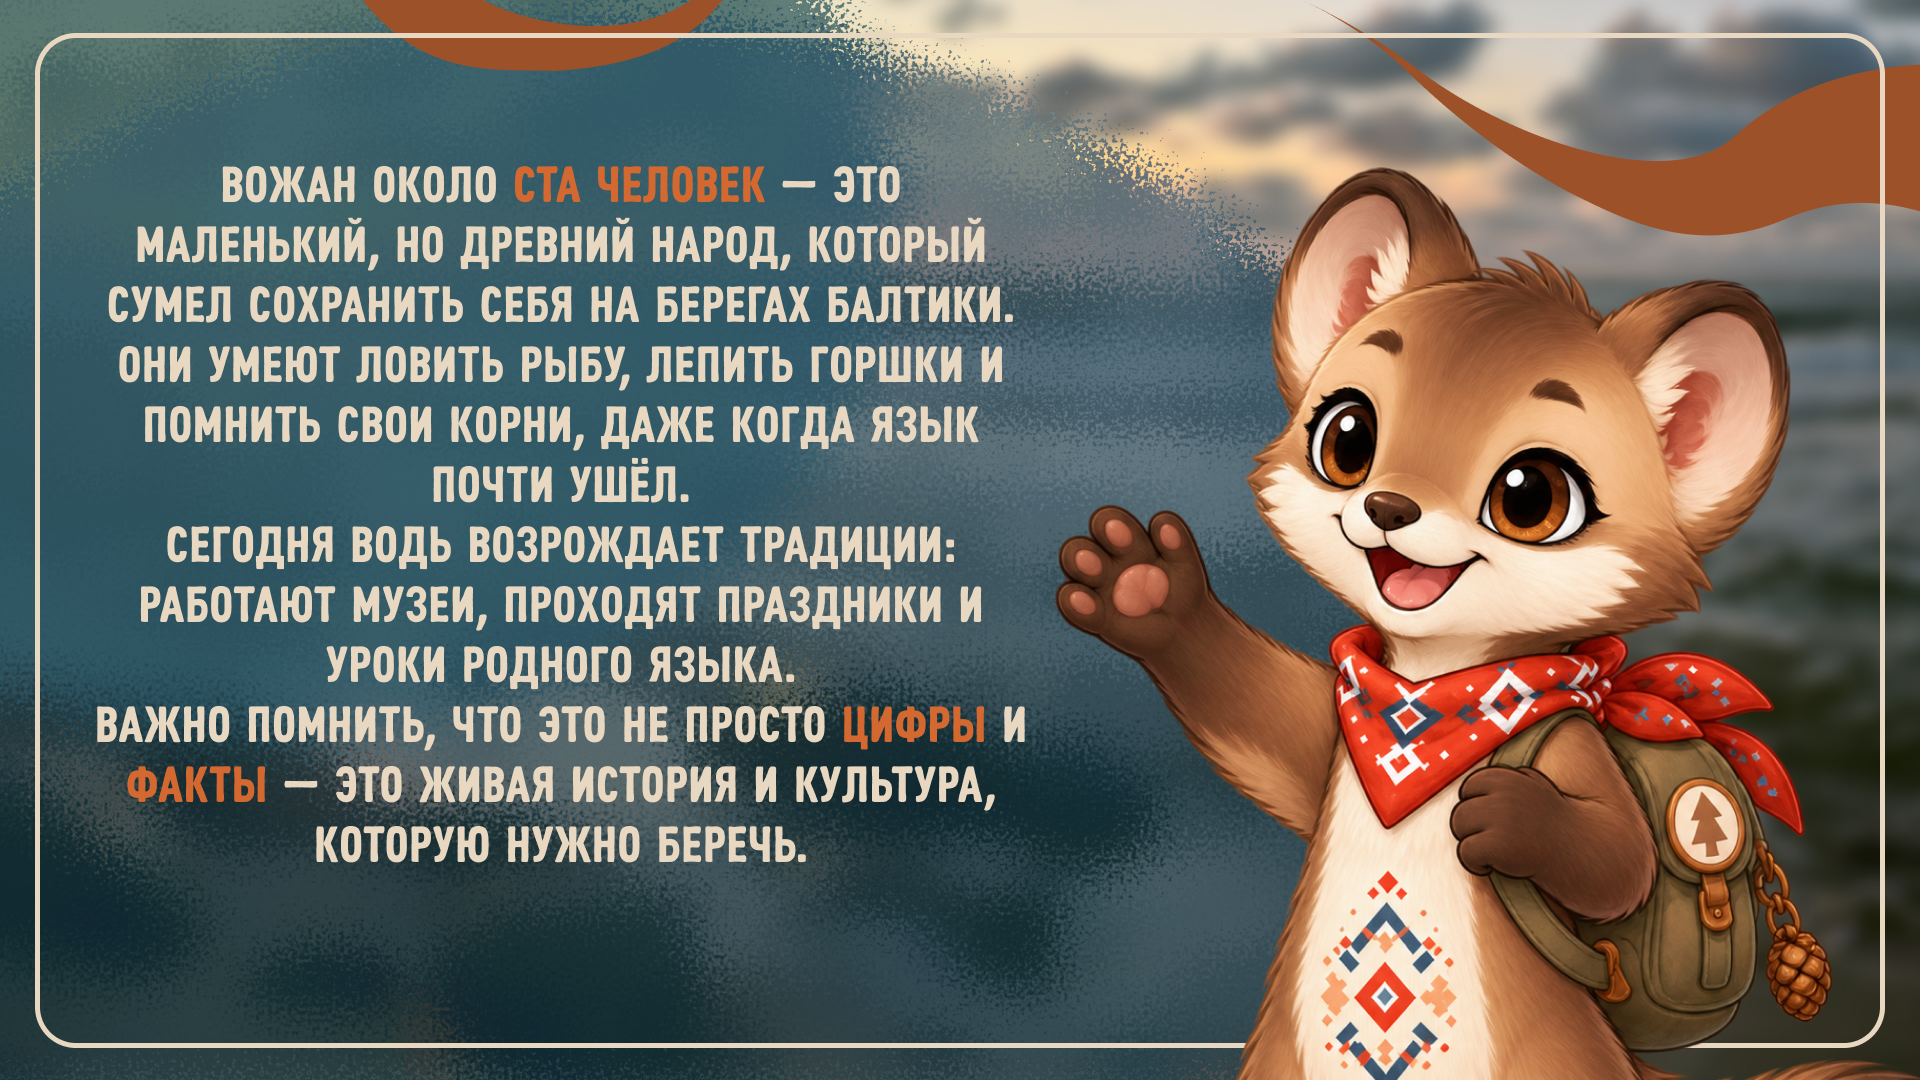 ВОЖАН ОКОЛО СТА ЧЕЛОВЕК — ЭТО
МАЛЕНЬКИЙ, НО ДРЕВНИЙ НАРОД, КОТОРЫЙ
СУМЕЛ СОХРАНИТЬ СЕБЯ НА БЕРЕГАХ БАЛТИКИ.
ОНИ УМЕЮТ ЛОВИТЬ РЫБУ, ЛЕПИТЬ ГОРШКИ И
ПОМНИТЬ СВОИ КОРНИ, ДАЖЕ КОГДА ЯЗЫК
ПОЧТИ УШЁЛ.
СЕГОДНЯ ВОДЬ ВОЗРОЖДАЕТ ТРАДИЦИИ:
РАБОТАЮТ МУЗЕИ, ПРОХОДЯТ ПРАЗДНИКИ И
УРОКИ РОДНОГО ЯЗЫКА.
ВАЖНО ПОМНИТЬ, ЧТО ЭТО НЕ ПРОСТО ЦИФРЫ И
ФАКТЫ — ЭТО ЖИВАЯ ИСТОРИЯ И КУЛЬТУРА,
КОТОРУЮ НУЖНО БЕРЕЧЬ.